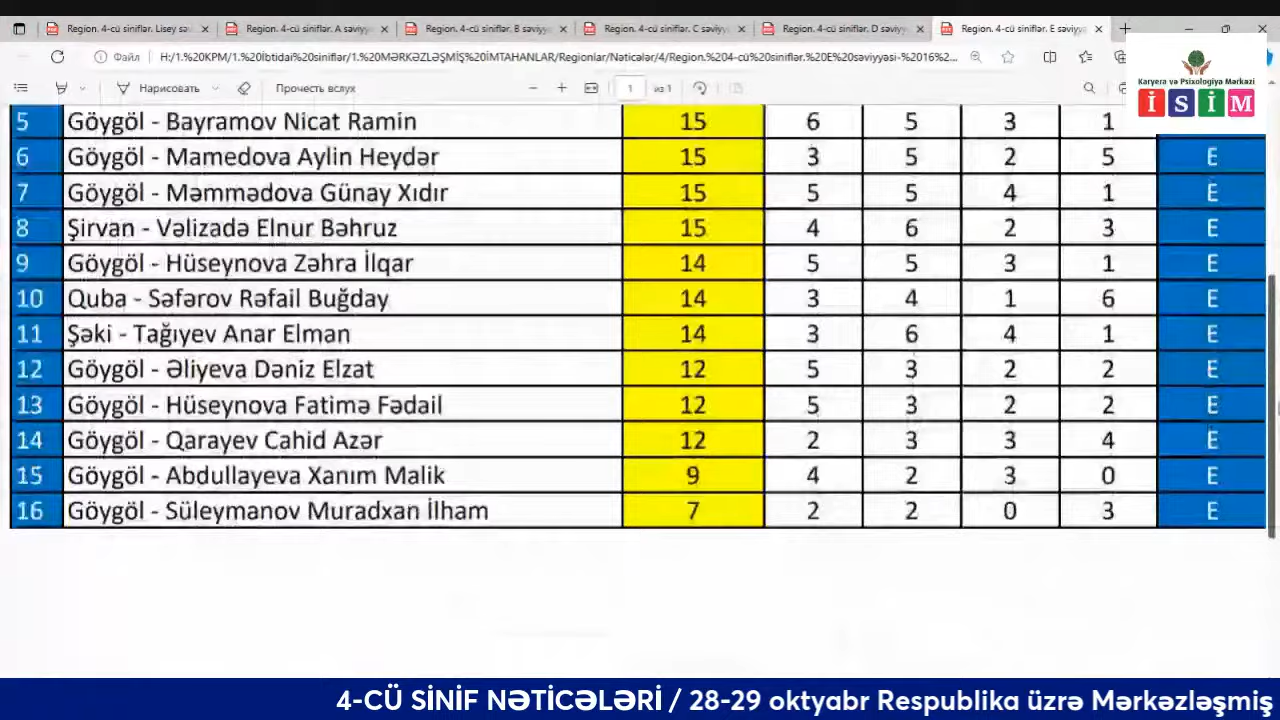 Region. 4-cü siniflər. Lisey səv
Region. 4-cü siniflər. A səviyyə
Region. 4-cü siniflər. B səviyy
Region. 4-cü siniflər. C səviyy
Region. 4-cü siniflər. D səviyy
Region. 4-cü siniflər. E səviyyə
Файл H:/1.%20KPM/1.%20İbtidai%20siniflər/1.%20MƏRKƏZLƏŞMİŞ%20İMTAHANLAR/Regionlar/Nəticələr/4/Region.%204-cü%20siniflər.%20E%20səviyyəsi-%2016%2...
Нарисовать Прочесть вслух 1 из 1
Karyera və Psixologiya Mərkəzi
İSİM
5 Göygöl - Bayramov Nicat Ramin 15 6 5 3 1
6 Göygöl - Mamedova Aylin Heydər 15 3 5 2 5 E
7 Göygöl - Məmmədova Günay Xıdır 15 5 5 4 1 E
8 Şirvan - Vəlizadə Elnur Bəhruz 15 4 6 2 3 E
9 Göygöl - Hüseynova Zəhra İlqar 14 5 5 3 1 E
10 Quba - Səfərov Rəfail Buğday 14 3 4 1 6 E
11 Şəki - Tağıyev Anar Elman 14 3 6 4 1 E
12 Göygöl - Əliyeva Dəniz Elzat 12 5 3 2 2 E
13 Göygöl - Hüseynova Fatimə Fədail 12 5 3 2 2 E
14 Göygöl - Qarayev Cahid Azər 12 2 3 3 4 E
15 Göygöl - Abdullayeva Xanım Malik 9 4 2 3 0 E
16 Göygöl - Süleymanov Muradxan İlham 7 2 2 0 3 E
4-CÜ SİNİF NƏTİCƏLƏRİ / 28-29 oktyabr Respublika üzrə Mərkəzləşmiş